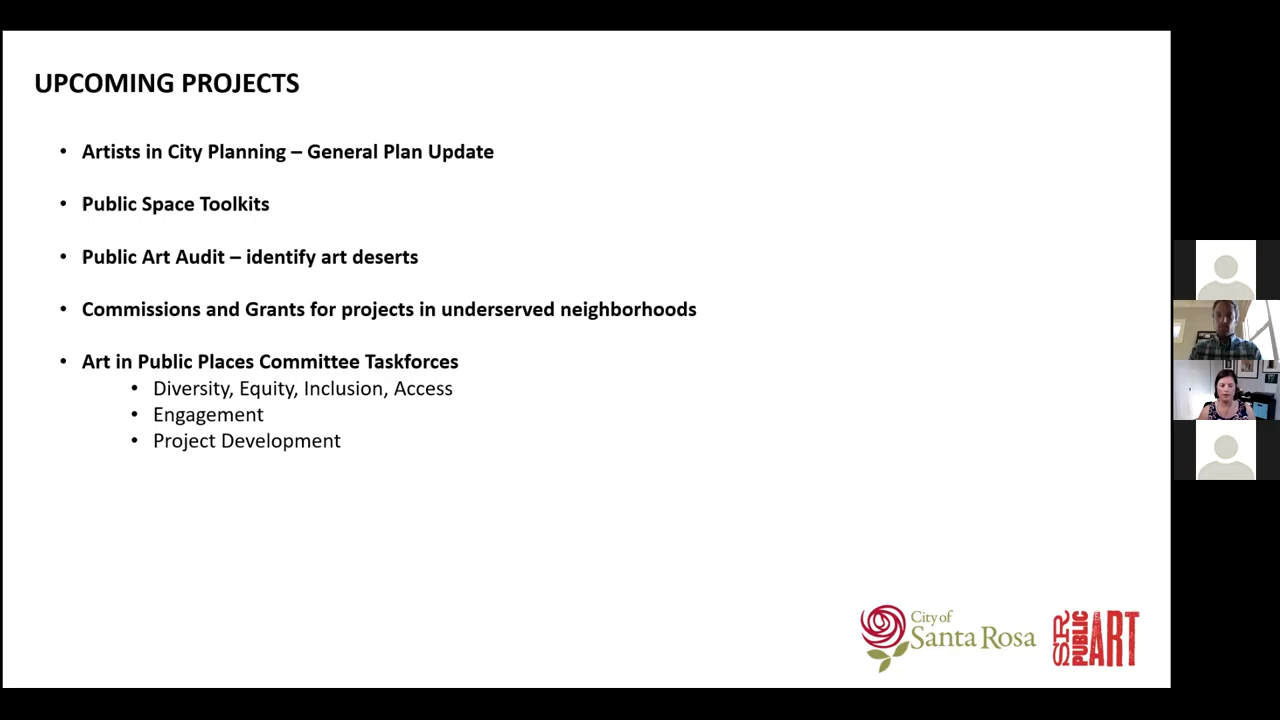 UPCOMING PROJECTS
• Artists in City Planning – General Plan Update
• Public Space Toolkits
• Public Art Audit – identify art deserts
• Commissions and Grants for projects in underserved neighborhoods
• Art in Public Places Committee Taskforces
• Diversity, Equity, Inclusion, Access
• Engagement
• Project Development
City of
Santa Rosa
SR
PUBLIC
ART